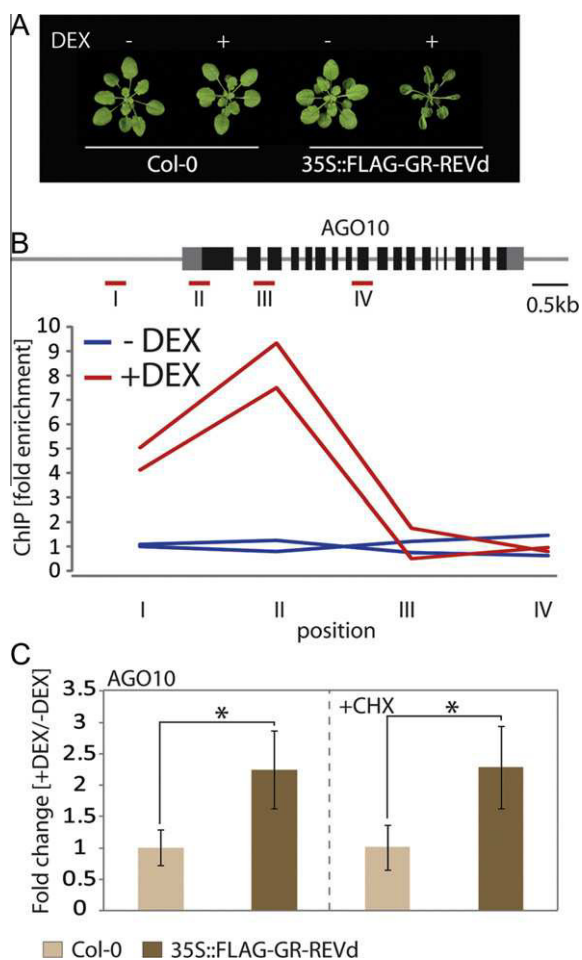 A
DEX - + - +
Col-0 35S::FLAG-GR-REVd
B
AGO10
I II III IV 0.5kb
- DEX
+DEX
ChIP [fold enrichment]
10
9
8
7
6
5
4
3
2
1
0
I II III IV
position
C
AGO10 +CHX
* *
Fold change [+DEX/-DEX]
3.5
3
2.5
2
1.5
1
0.5
0
Col-0 35S::FLAG-GR-REVd